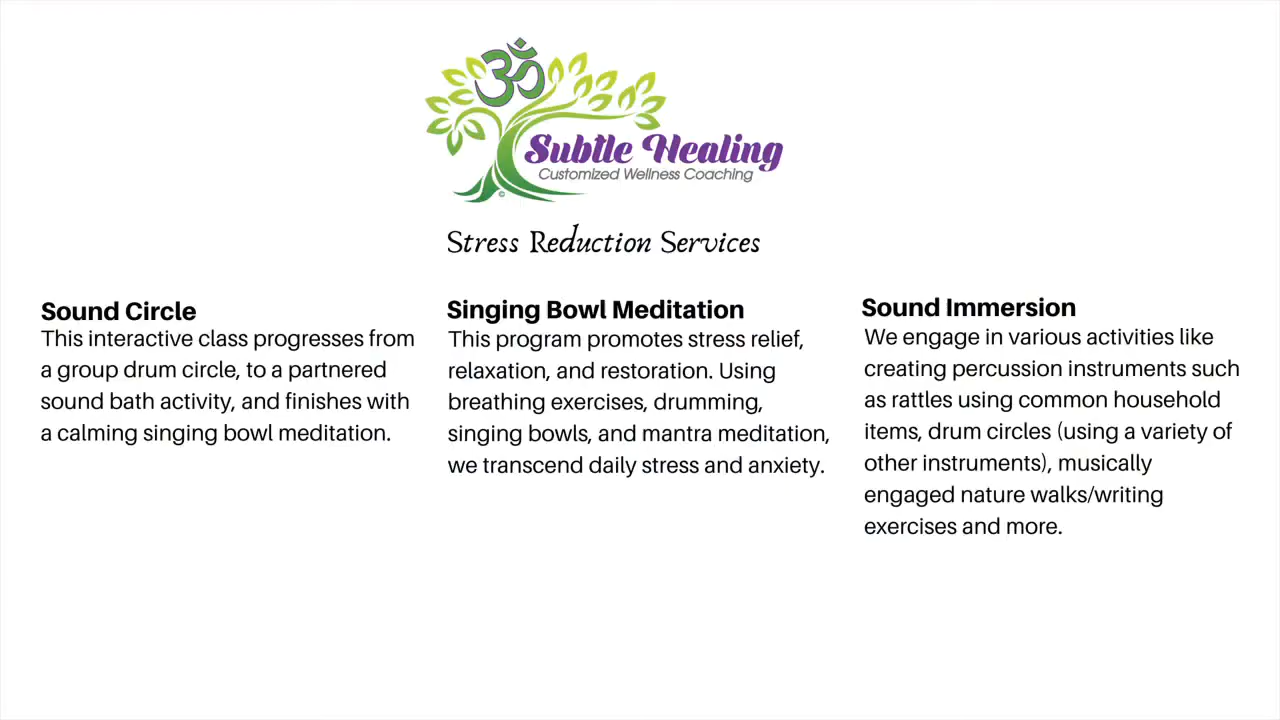 ॐ
Subtle Healing
Customized Wellness Coaching
©
Stress Reduction Services
Sound Circle
This interactive class progresses from
a group drum circle, to a partnered
sound bath activity, and finishes with
a calming singing bowl meditation.
Singing Bowl Meditation
This program promotes stress relief,
relaxation, and restoration. Using
breathing exercises, drumming,
singing bowls, and mantra meditation,
we transcend daily stress and anxiety.
Sound Immersion
We engage in various activities like
creating percussion instruments such
as rattles using common household
items, drum circles (using a variety of
other instruments), musically
engaged nature walks/writing
exercises and more.